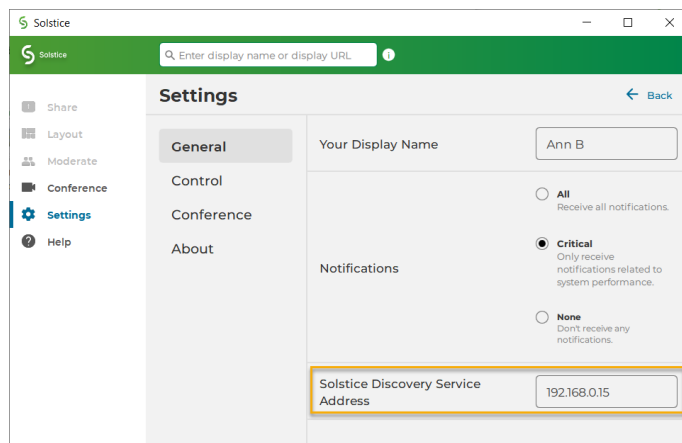 Solstice
Solstice
Enter display name or display URL
Settings
Back
Share
Layout
Moderate
Conference
Settings
Help
General
Control
Conference
About
Your Display Name
Ann B
Notifications
All
Receive all notifications.
Critical
Only receive
notifications related to
system performance.
None
Don't receive any
notifications.
Solstice Discovery Service
Address
192.168.0.15